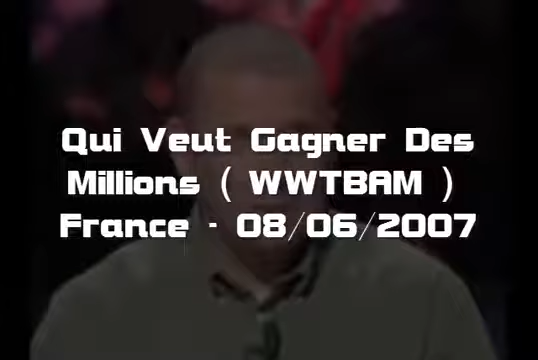 Qui Veut Gagner Des
Millions ( WWTBAM )
France - 08/06/2007